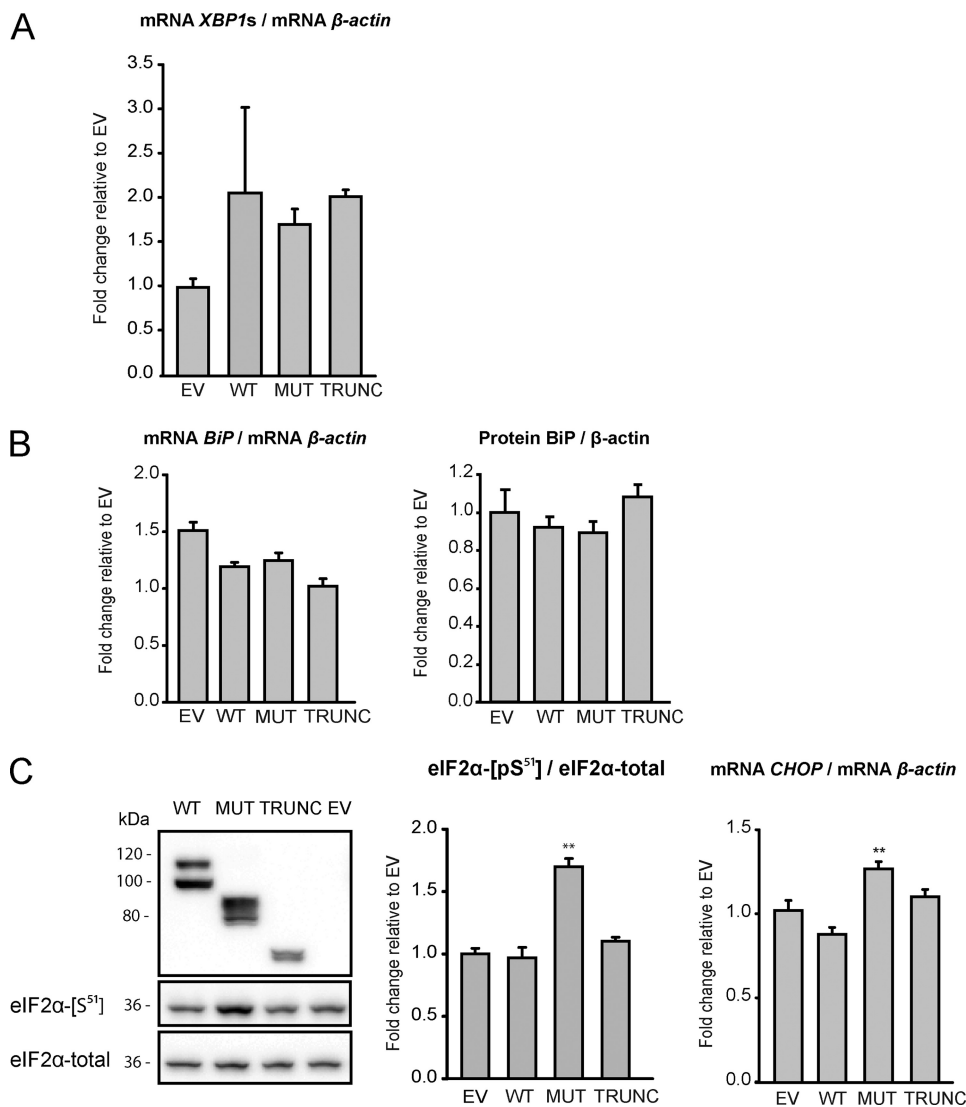 A
mRNA XBP1s / mRNA β-actin
Fold change relative to EV
3.5
3.0
2.5
2.0
1.5
1.0
0.5
0.0
EV WT MUT TRUNC
B
mRNA BiP / mRNA β-actin
Fold change relative to EV
2.0
1.5
1.0
0.5
0.0
EV WT MUT TRUNC
Protein BiP / β-actin
Fold change relative to EV
1.2
1.0
0.8
0.6
0.4
0.2
0.0
EV WT MUT TRUNC
C
WT MUT TRUNC EV
kDa
120 -
100 -
80 -
eIF2α-[S⁵¹] 36 -
eIF2α-total 36 -
eIF2α-[pS⁵¹] / eIF2α-total
Fold change relative to EV
2.0
1.5
1.0
0.0
2.0
**
EV WT MUT TRUNC
mRNA CHOP / mRNA β-actin
Fold change relative to EV
1.5
1.0
0.5
0.0
**
EV WT MUT TRUNC